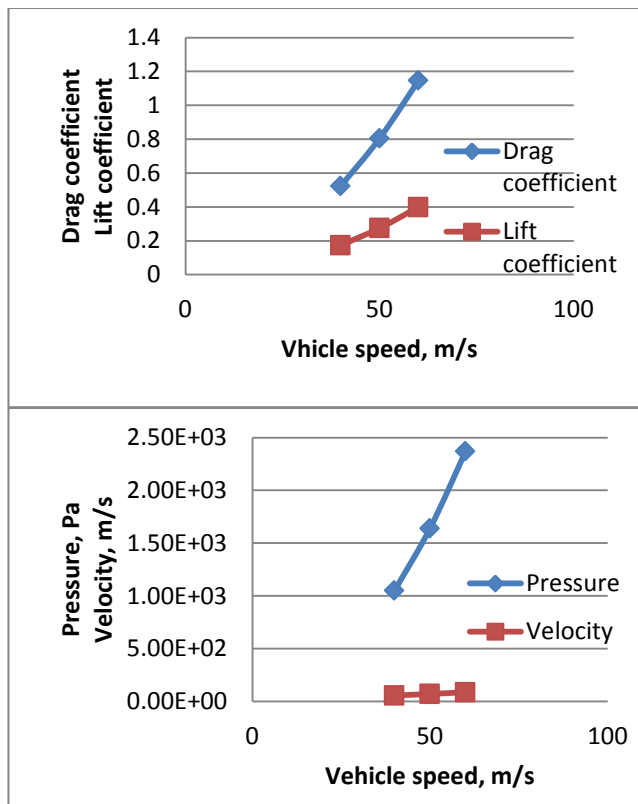 Drag coefficient
Lift coefficient
1.4
1.2
1
0.8
0.6
0.4
0.2
0
0
50
100
Vhicle speed, m/s
Drag
coefficient
Lift
coefficient
Pressure, Pa
Velocity, m/s
2.50E+03
2.00E+03
1.50E+03
1.00E+03
5.00E+02
0.00E+00
0
50
100
Vehicle speed, m/s
Pressure
Velocity